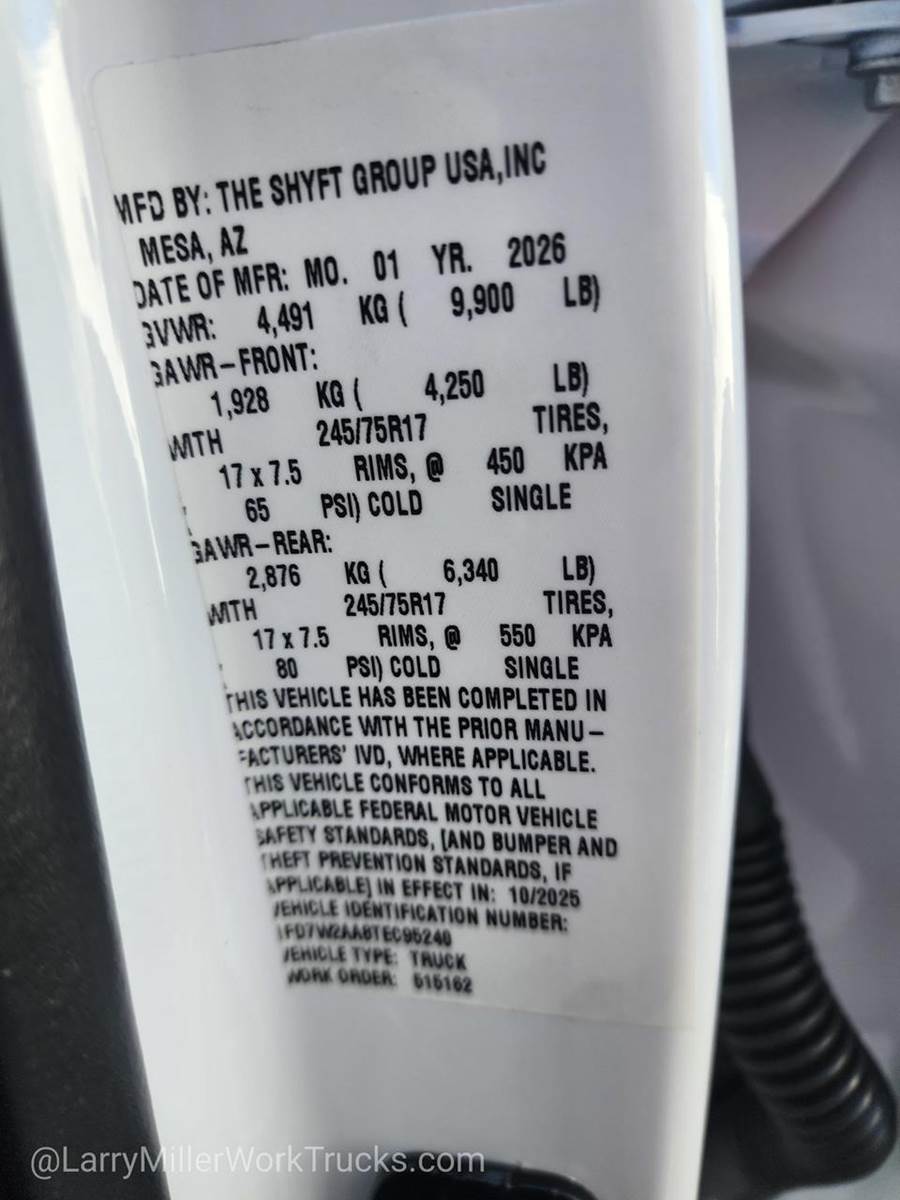 MFD BY: THE SHYFT GROUP USA,INC
MESA, AZ
DATE OF MFR: MO. 01 YR. 2026
GVWR: 4,491 KG ( 9,900 LB)
GAWR-FRONT:
1,928 KG ( 4,250 LB)
WITH 245/75R17 TIRES,
17 x 7.5 RIMS, @ 450 KPA
( 65 PSI) COLD SINGLE
GAWR-REAR:
2,876 KG ( 6,340 LB)
WITH 245/75R17 TIRES,
17 x 7.5 RIMS, @ 550 KPA
( 80 PSI) COLD SINGLE
THIS VEHICLE HAS BEEN COMPLETED IN
ACCORDANCE WITH THE PRIOR MANU-
FACTURERS' IVD, WHERE APPLICABLE.
THIS VEHICLE CONFORMS TO ALL
APPLICABLE FEDERAL MOTOR VEHICLE
SAFETY STANDARDS, [AND BUMPER AND
THEFT PREVENTION STANDARDS, IF
APPLICABLE] IN EFFECT IN: 10/2025
VEHICLE IDENTIFICATION NUMBER:
1FD7W2AA8TEC95240
VEHICLE TYPE: TRUCK
WORK ORDER: 515162
@LarryMillerWorkTrucks.com